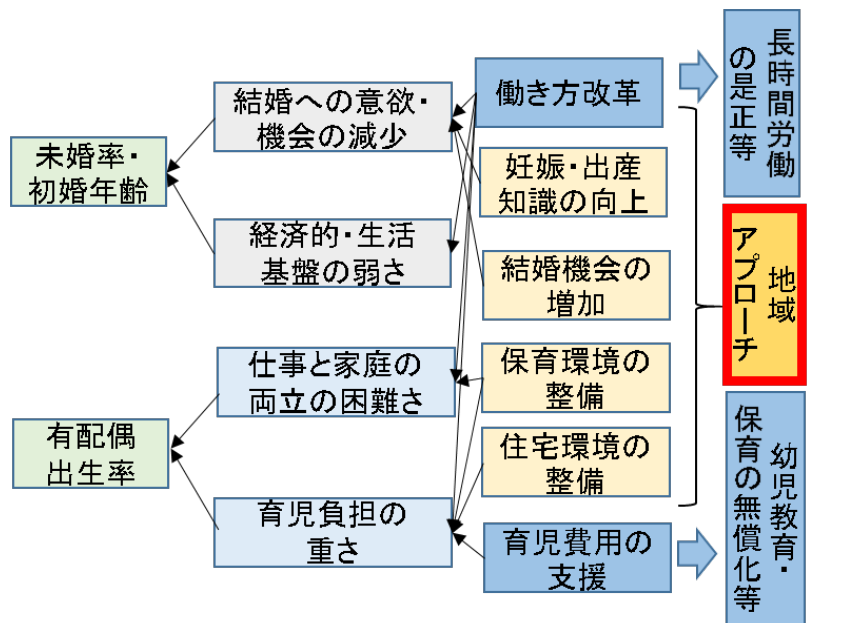 未婚率・
初婚年齢
有配偶
出生率
結婚への意欲・
機会の減少
経済的・生活
基盤の弱さ
仕事と家庭の
両立の困難さ
育児負担の
重さ
働き方改革
妊娠・出産
知識の向上
結婚機会の
増加
保育環境の
整備
住宅環境の
整備
育児費用の
支援
長時間労働
の是正等
地域
アプローチ
幼児教育・
保育の無償化等